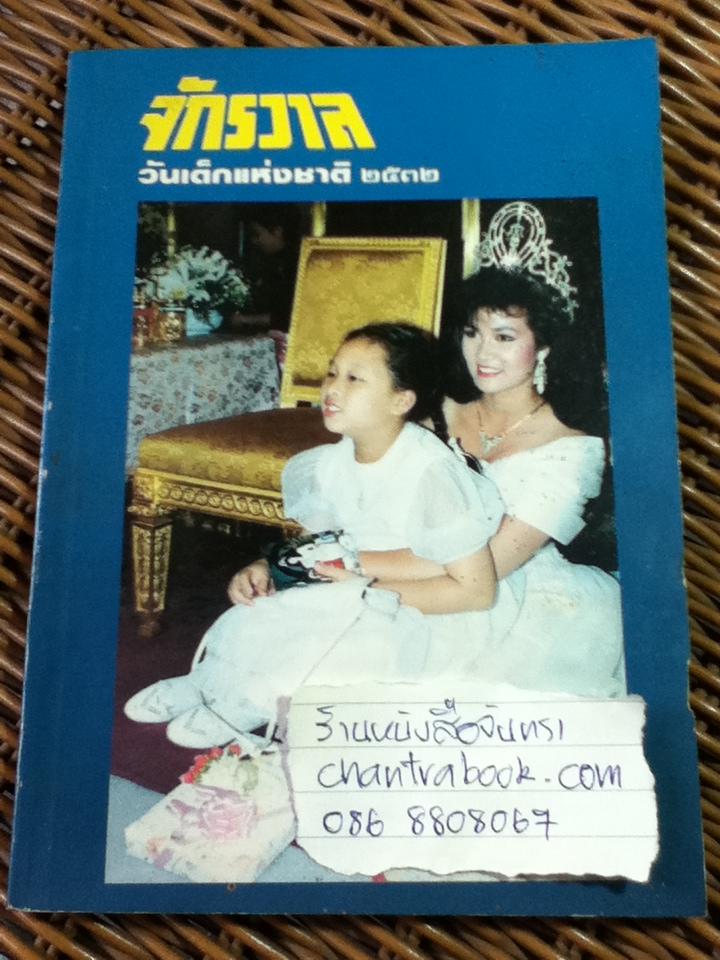 จักรวาล
วันเด็กแห่งชาติ ๒๕๓๒
ร้านหนังสือจันทรา
chantrabook.com
086 8808067